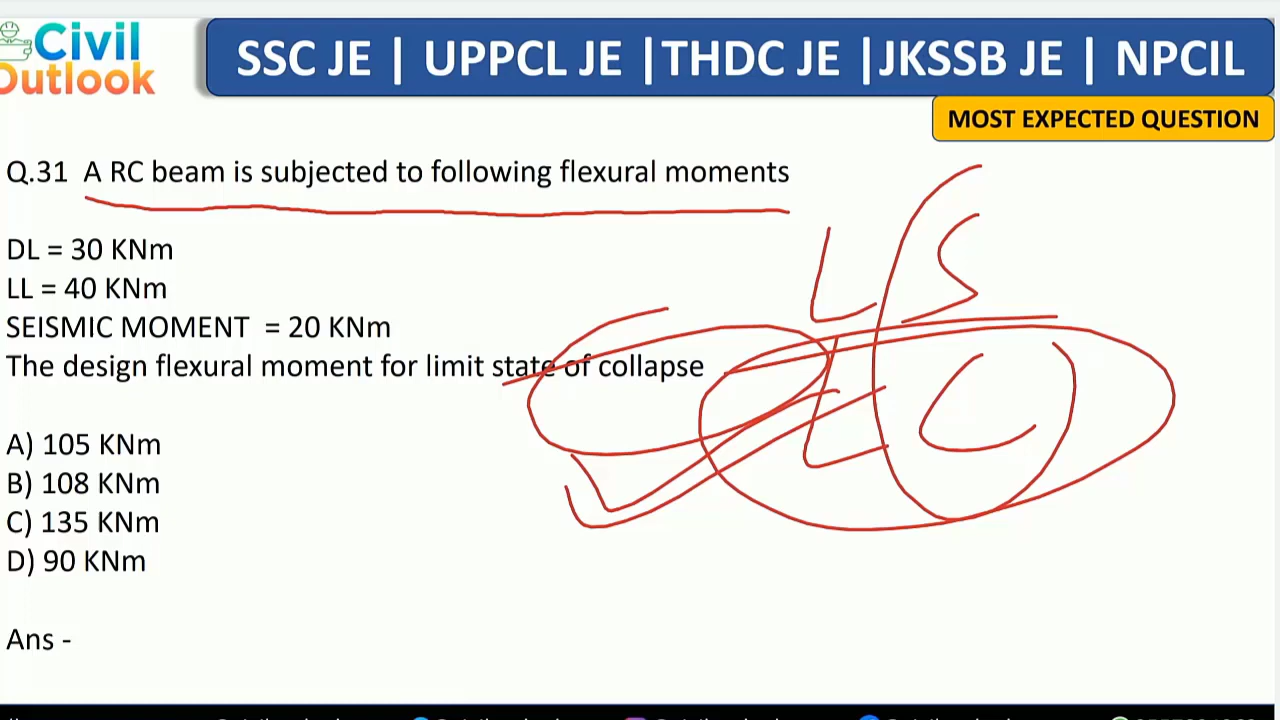 Civil
Outlook
SSC JE | UPPCL JE |THDC JE |JKSSB JE | NPCIL
MOST EXPECTED QUESTION
Q.31 A RC beam is subjected to following flexural moments
DL = 30 KNm
LL = 40 KNm
SEISMIC MOMENT = 20 KNm
The design flexural moment for limit state of collapse
L S
L C
A) 105 KNm
B) 108 KNm
C) 135 KNm
D) 90 KNm
Ans -